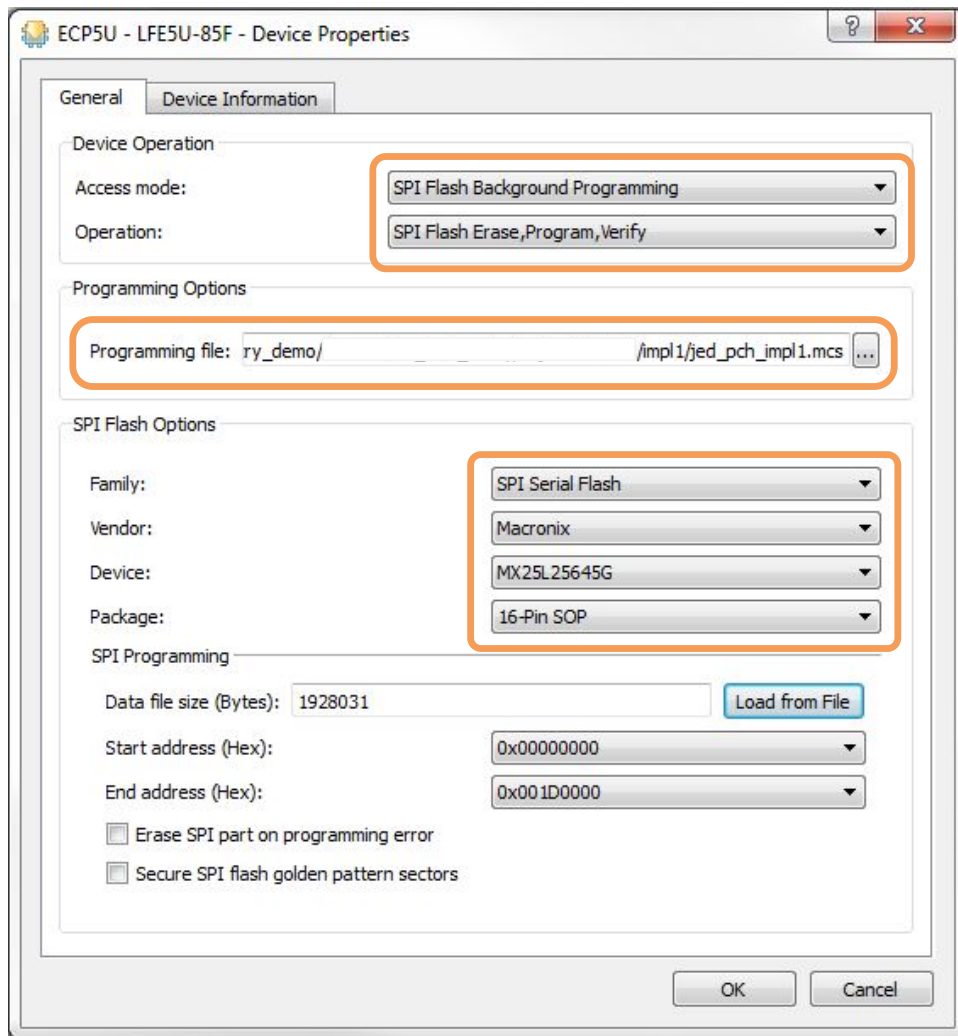 ECP5U - LFE5U-85F - Device Properties
General Device Information
Device Operation
Access mode: SPI Flash Background Programming
Operation: SPI Flash Erase,Program,Verify
Programming Options
Programming file: ry_demo/ /impl1/jed_pch_impl1.mcs ...
SPI Flash Options
Family: SPI Serial Flash
Vendor: Macronix
Device: MX25L25645G
Package: 16-Pin SOP
SPI Programming
Data file size (Bytes): 1928031 Load from File
Start address (Hex): 0x00000000
End address (Hex): 0x001D0000
Erase SPI part on programming error
Secure SPI flash golden pattern sectors
OK Cancel